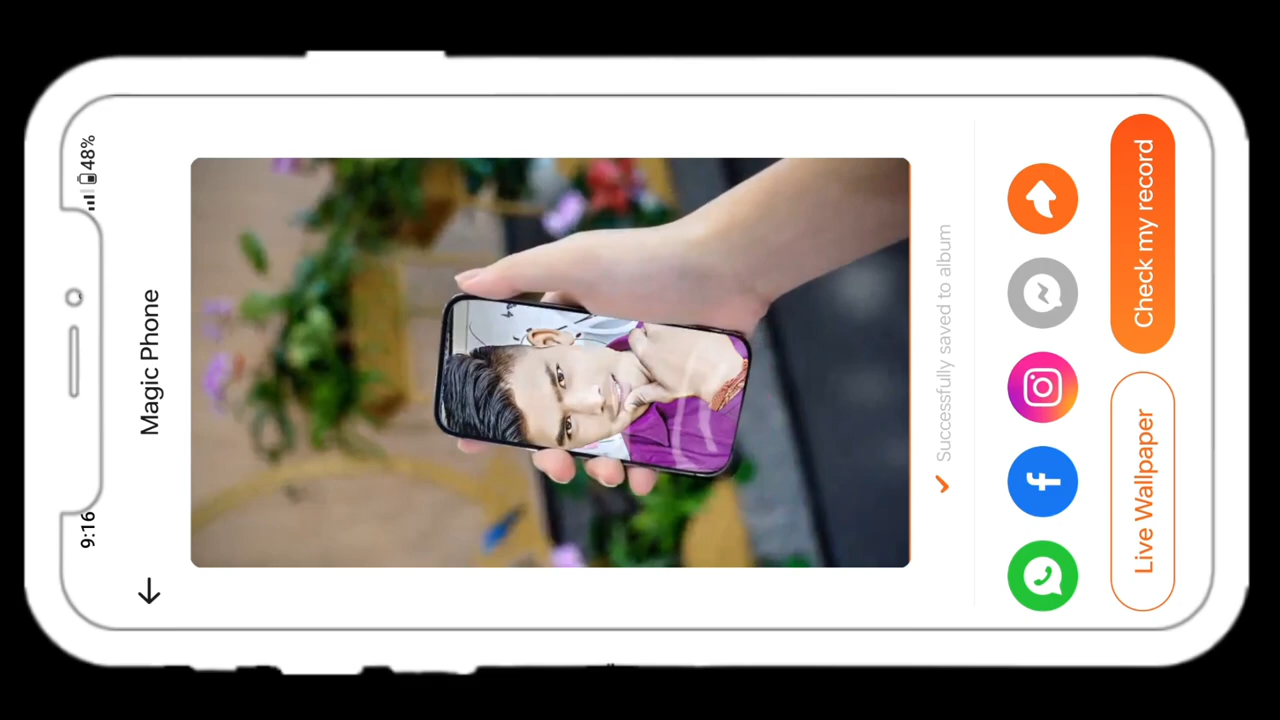 9:16
48%
Magic Phone
Successfully saved to album
Live Wallpaper
Check my record